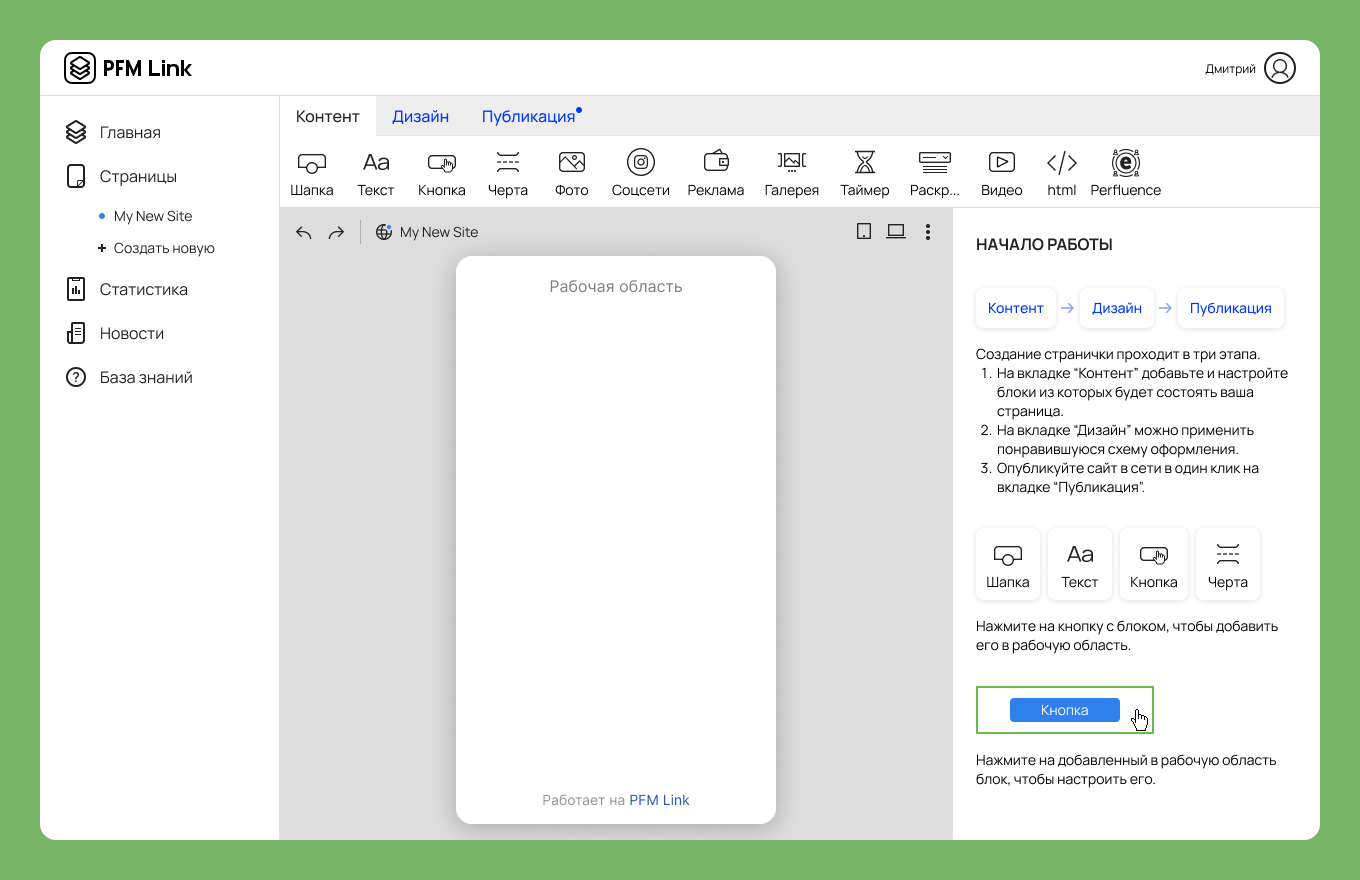 PFM Link
Дмитрий
Главная
Страницы
My New Site
+ Создать новую
Статистика
Новости
База знаний
Контент Дизайн Публикация
Aa
Шапка Текст Кнопка Черта Фото Соцсети Реклама Галерея Таймер Раскр... Видео html Perfluence
My New Site
Рабочая область
Работает на PFM Link
НАЧАЛО РАБОТЫ
Контент → Дизайн → Публикация
Создание странички проходит в три этапа.
1. На вкладке “Контент” добавьте и настройте
блоки из которых будет состоять ваша
страница.
2. На вкладке “Дизайн” можно применить
понравившуюся схему оформления.
3. Опубликуйте сайт в сети в один клик на
вкладке “Публикация”.
Aa
Шапка Текст Кнопка Черта
Нажмите на кнопку с блоком, чтобы добавить
его в рабочую область.
Кнопка
Нажмите на добавленный в рабочую область
блок, чтобы настроить его.